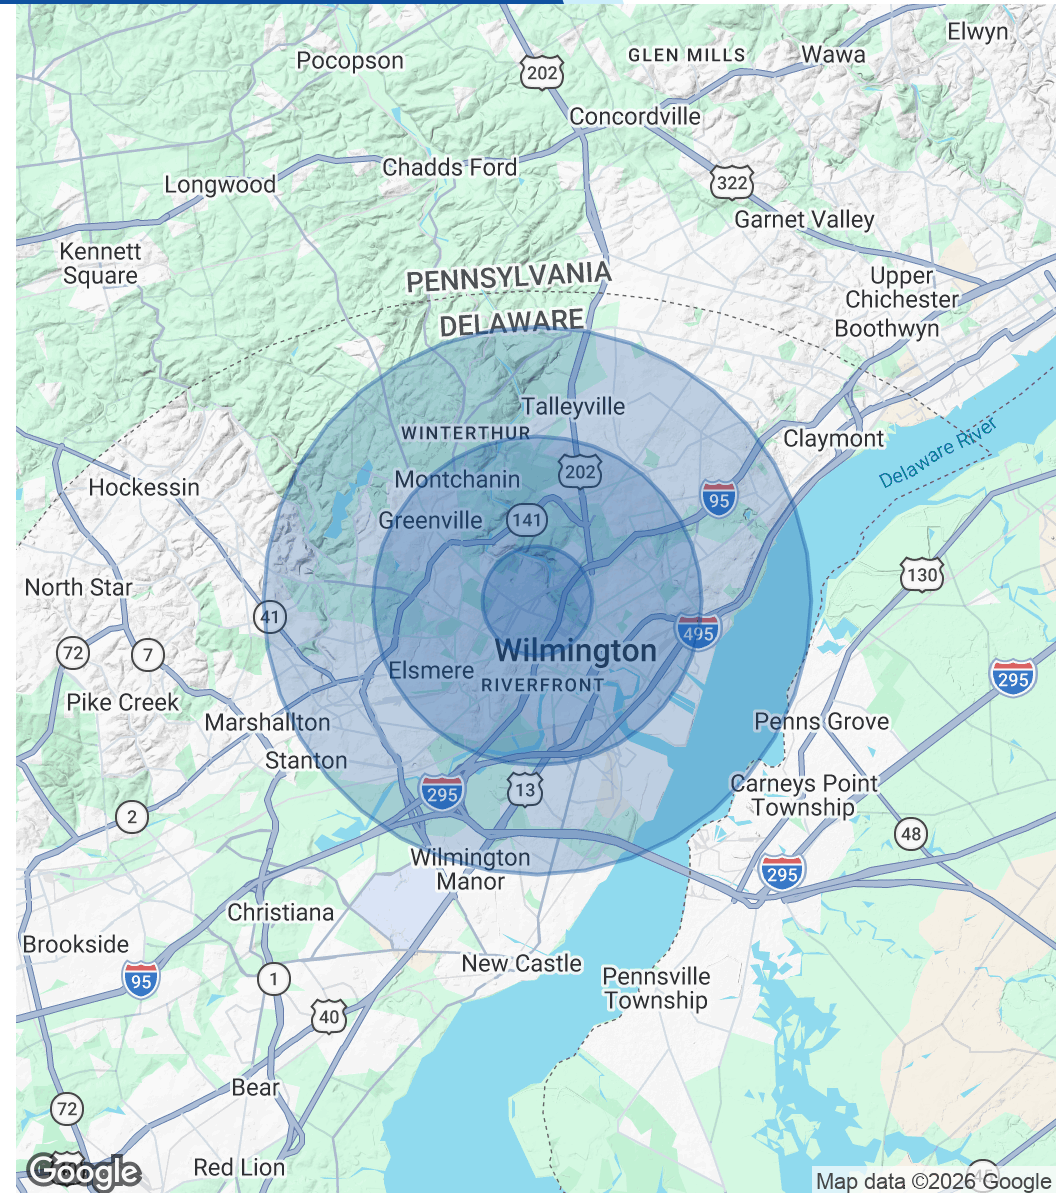 Elwyn
Pocopson
GLEN MILLS
Wawa
202
Concordville
Chadds Ford
Longwood
322
Garnet Valley
Kennett
Square
PENNSYLVANIA
Upper
Chichester
DELAWARE
Boothwyn
Talleyville
WINTERTHUR
Claymont
Delaware River
Montchanin
202
Hockessin
95
Greenville
141
130
North Star
41
495
72
7
Wilmington
Elsmere
RIVERFRONT
295
Pike Creek
Marshallton
Penns Grove
Stanton
295
13
Carneys Point
Township
2
48
Wilmington
Manor
295
Christiana
Brookside
New Castle
95
1
Pennsville
Township
40
Bear
72
Red Lion
Google
45
Map data ©2026 Google